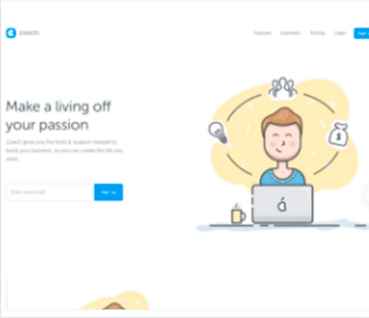 coach
Features Examples Pricing Login Sign up
Make a living off
your passion
Coach gives you the tools & support needed to
build your business, so you can create the life you
want.
Enter your email Sign up
$